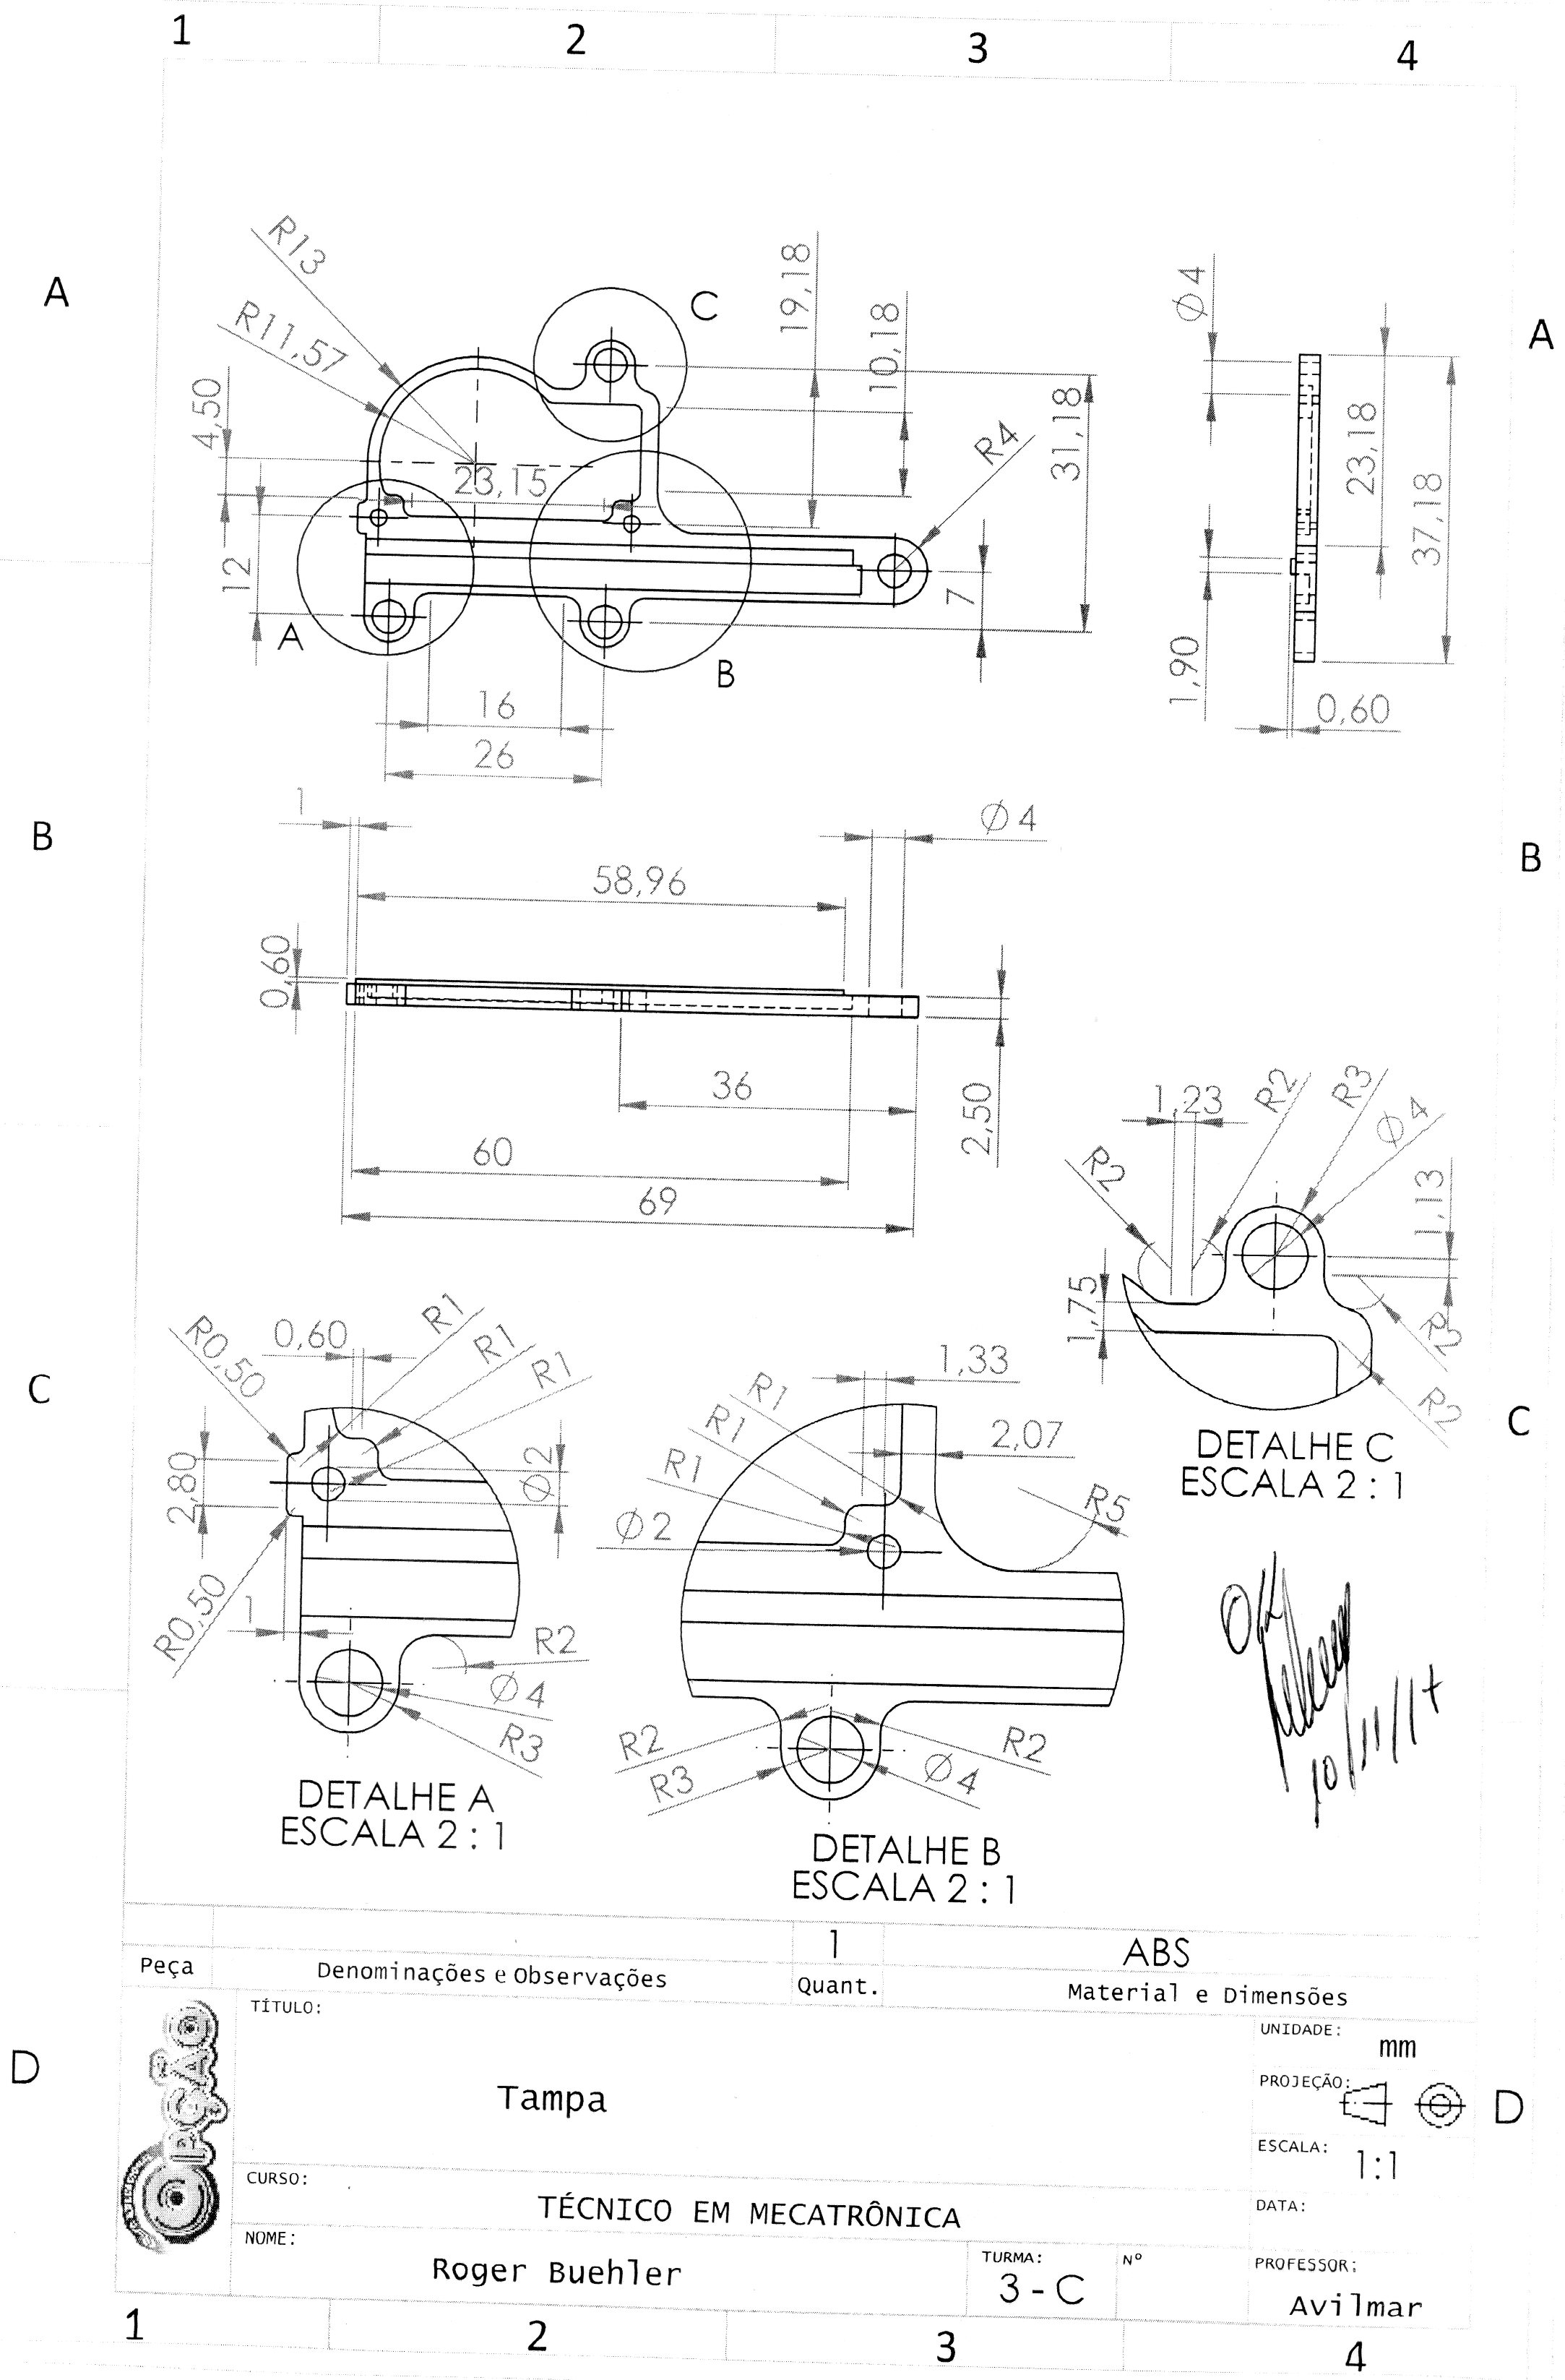 1 2 3 4
A
A
R13
R11,57
4,50
23,15
12
C
19,18
10,18
R4
31,18
7
A
B
16
26
Ø4
23,18
37,18
1,90
0,60
B
B
1
58,96
Ø4
0,60
36
2,50
60
69
1,23
R2
R3
Ø4
R2
1,13
1,75
R2
R2
DETALHE C
ESCALA 2 : 1
C
C
R0,50
0,60
R1
R1
R1
2,80
Ø2
R0,50
1
R2
Ø4
R3
DETALHE A
ESCALA 2 : 1
1,33
R1
R1
R1
2,07
Ø2
R5
R2
R3
R2
Ø4
DETALHE B
ESCALA 2 : 1
OK
10/11/17
1 ABS
Peça Denominações e Observações Quant. Material e Dimensões
OPÇÃO
TÍTULO:
Tampa
UNIDADE: mm
PROJEÇÃO:
ESCALA: 1:1
D
D
CURSO:
TÉCNICO EM MECATRÔNICA
DATA:
NOME:
Roger Buehler
TURMA:
3 - C
Nº
PROFESSOR:
Avilmar
1 2 3 4